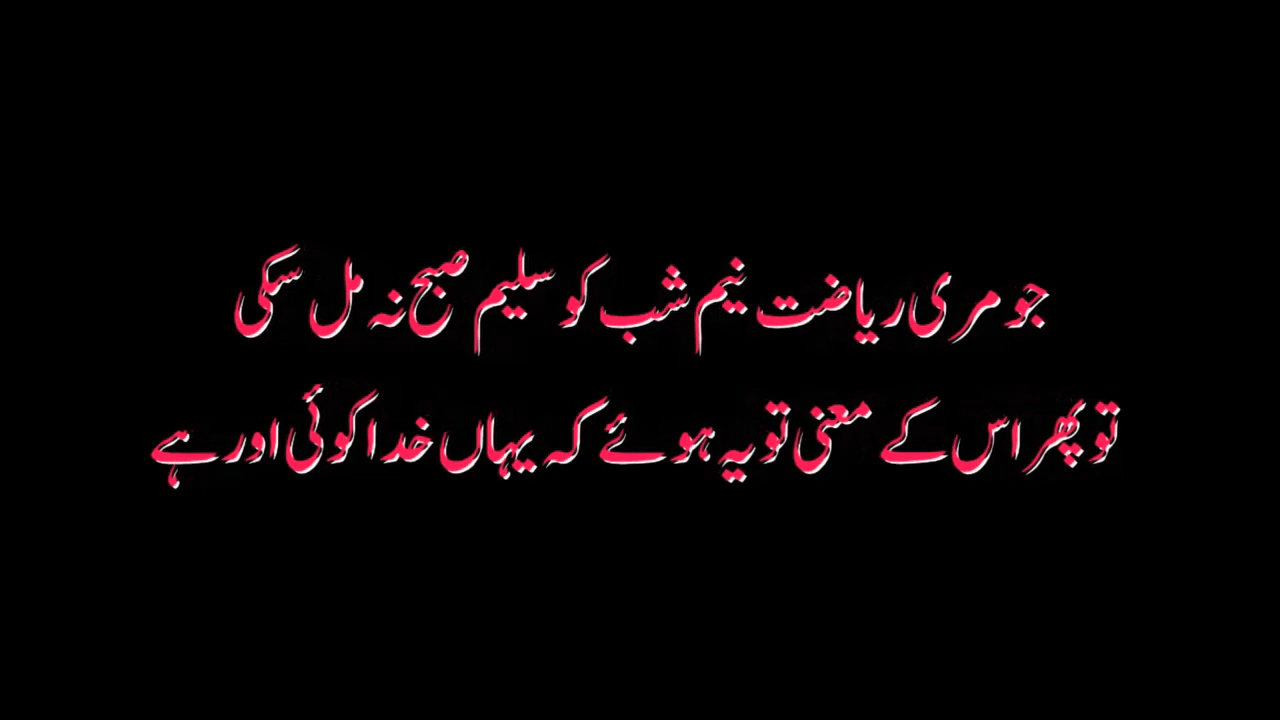 جو مری ریاضت نیم شب کو سلیم صبح نہ مل سکی
تو پھر اس کے معنی تو یہ ہوئے کہ یہاں خدا کوئی اور ہے